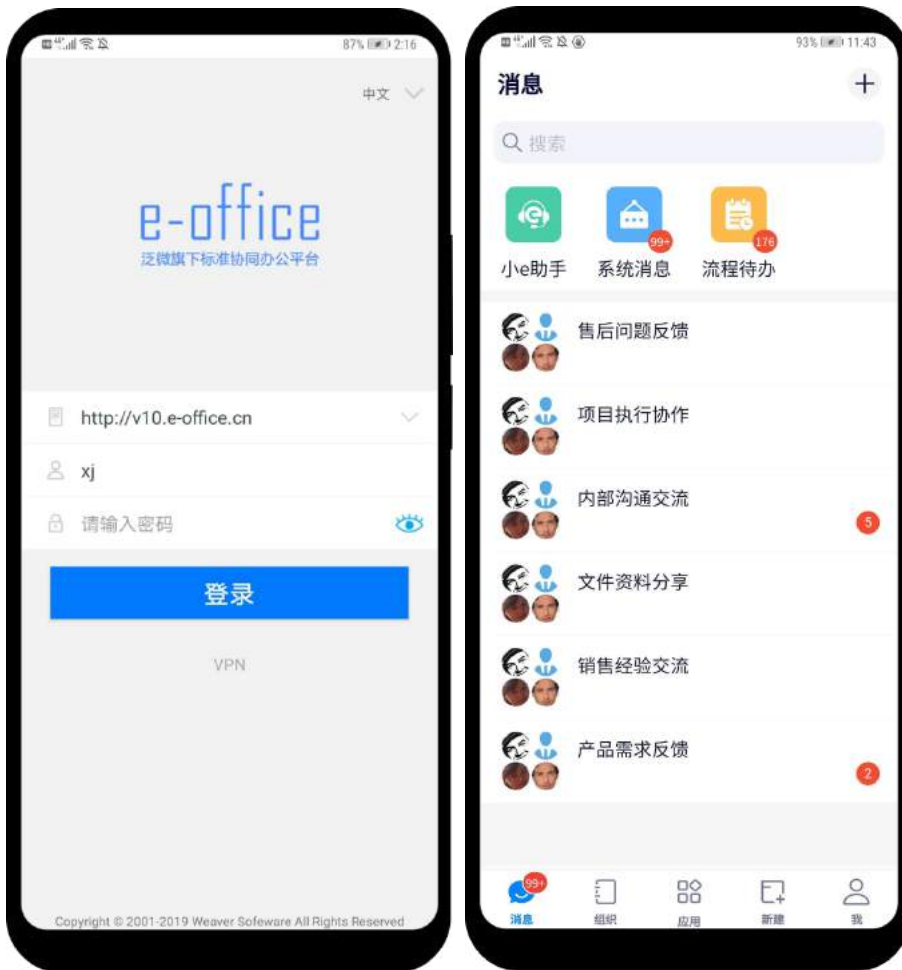 87% 2:16
中文
e-office
泛微旗下标准协同办公平台
http://v10.e-office.cn
xj
请输入密码
登录
VPN
Copyright © 2001-2019 Weaver Sofeware All Rights Reserved
93% 11:43
消息
搜索
99+
176
小e助手 系统消息 流程待办
售后问题反馈
项目执行协作
内部沟通交流
5
文件资料分享
销售经验交流
产品需求反馈
2
99+
消息 组织 应用 新建 我